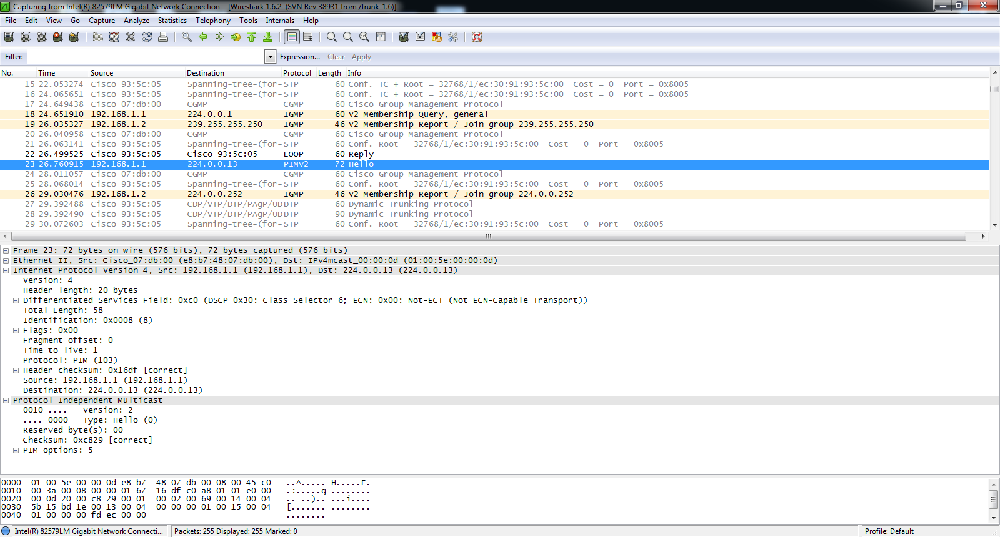 Capturing from Intel(R) 82579LM Gigabit Network Connection [Wireshark 1.6.2 (SVN Rev 38931 from /trunk-1.6)]
File Edit View Go Capture Analyze Statistics Telephony Tools Internals Help
Filter: Expression... Clear Apply
No. Time Source Destination Protocol Length Info
15 22.053274 Cisco_93:5c:05 Spanning-tree-(for- STP 60 Conf. TC + Root = 32768/1/ec:30:91:93:5c:00 Cost = 0 Port = 0x8005
16 24.065651 Cisco_93:5c:05 Spanning-tree-(for- STP 60 Conf. TC + Root = 32768/1/ec:30:91:93:5c:00 Cost = 0 Port = 0x8005
17 24.649438 Cisco_07:db:00 CGMP CGMP 60 Cisco Group Management Protocol
18 24.651910 192.168.1.1 224.0.0.1 IGMP 60 V2 Membership Query, general
19 26.035327 192.168.1.2 239.255.255.250 IGMP 46 V2 Membership Report / Join group 239.255.255.250
20 26.040958 Cisco_07:db:00 CGMP CGMP 60 Cisco Group Management Protocol
21 26.063141 Cisco_93:5c:05 Spanning-tree-(for- STP 60 Conf. Root = 32768/1/ec:30:91:93:5c:00 Cost = 0 Port = 0x8005
22 26.499525 Cisco_93:5c:05 Cisco_93:5c:05 LOOP 60 Reply
23 26.760915 192.168.1.1 224.0.0.13 PIMv2 72 Hello
24 28.011057 Cisco_07:db:00 CGMP CGMP 60 Cisco Group Management Protocol
25 28.068014 Cisco_93:5c:05 Spanning-tree-(for- STP 60 Conf. Root = 32768/1/ec:30:91:93:5c:00 Cost = 0 Port = 0x8005
26 29.030476 192.168.1.2 224.0.0.252 IGMP 46 V2 Membership Report / Join group 224.0.0.252
27 29.392488 Cisco_93:5c:05 CDP/VTP/DTP/PAgP/UD DTP 60 Dynamic Trunking Protocol
28 29.392490 Cisco_93:5c:05 CDP/VTP/DTP/PAgP/UD DTP 90 Dynamic Trunking Protocol
29 30.072603 Cisco_93:5c:05 Spanning-tree-(for- STP 60 Conf. Root = 32768/1/ec:30:91:93:5c:00 Cost = 0 Port = 0x8005
Frame 23: 72 bytes on wire (576 bits), 72 bytes captured (576 bits)
Ethernet II, Src: Cisco_07:db:00 (e8:b7:48:07:db:00), Dst: IPv4mcast_00:00:0d (01:00:5e:00:00:0d)
Internet Protocol Version 4, Src: 192.168.1.1 (192.168.1.1), Dst: 224.0.0.13 (224.0.0.13)
Version: 4
Header length: 20 bytes
Differentiated Services Field: 0xc0 (DSCP 0x30: Class Selector 6; ECN: 0x00: Not-ECT (Not ECN-Capable Transport))
Total Length: 58
Identification: 0x0008 (8)
Flags: 0x00
Fragment offset: 0
Time to live: 1
Protocol: PIM (103)
Header checksum: 0x16df [correct]
Source: 192.168.1.1 (192.168.1.1)
Destination: 224.0.0.13 (224.0.0.13)
Protocol Independent Multicast
0010 .... = Version: 2
.... 0000 = Type: Hello (0)
Reserved byte(s): 00
Checksum: 0xc829 [correct]
PIM options: 5
0000 01 00 5e 00 00 0d e8 b7 48 07 db 00 08 00 45 c0 ..^..... H.....E.
0010 00 3a 00 08 00 00 01 67 16 df c0 a8 01 01 e0 00 .:.....g ........
0020 00 0d 20 00 c8 29 00 01 00 02 00 69 00 14 00 04 .. ..).. ...i....
0030 5b 15 bd 1e 00 13 00 04 00 00 00 01 00 15 00 04 [....... ........
0040 01 00 00 00 fd ec 00 00 ........
Intel(R) 82579LM Gigabit Network Connecti... Packets: 255 Displayed: 255 Marked: 0 Profile: Default